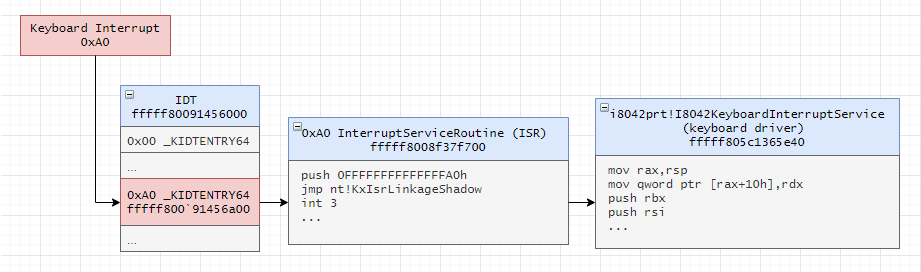 Keyboard Interrupt
0xA0
IDT
fffff80091456000
0x00 _KIDTENTRY64
...
0xA0 _KIDTENTRY64
fffff800`91456a00
...
0xA0 InterruptServiceRoutine (ISR)
fffff8008f37f700
push 0FFFFFFFFFFFFFFA0h
jmp nt!KxIsrLinkageShadow
int 3
...
i8042prt!I8042KeyboardInterruptService
(keyboard driver)
fffff805c1365e40
mov rax,rsp
mov qword ptr [rax+10h],rdx
push rbx
push rsi
...